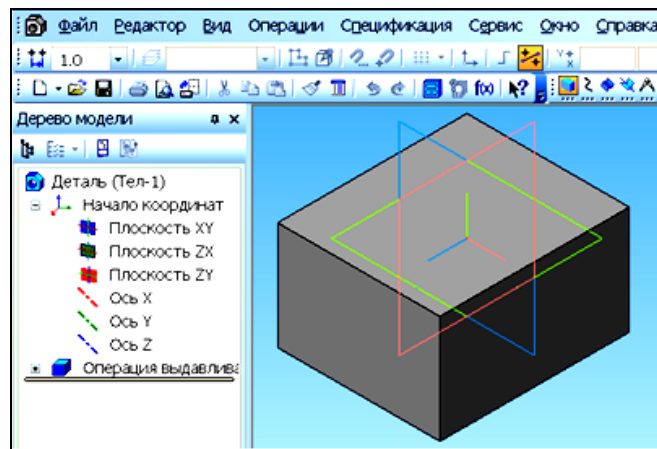 Файл Редактор Вид Операции Спецификация Сервис Окно Справка
1.0
f(x)
Дерево модели
Деталь (Тел-1)
Начало координат
Плоскость XY
Плоскость ZX
Плоскость ZY
Ось X
Ось Y
Ось Z
Операция выдавлива